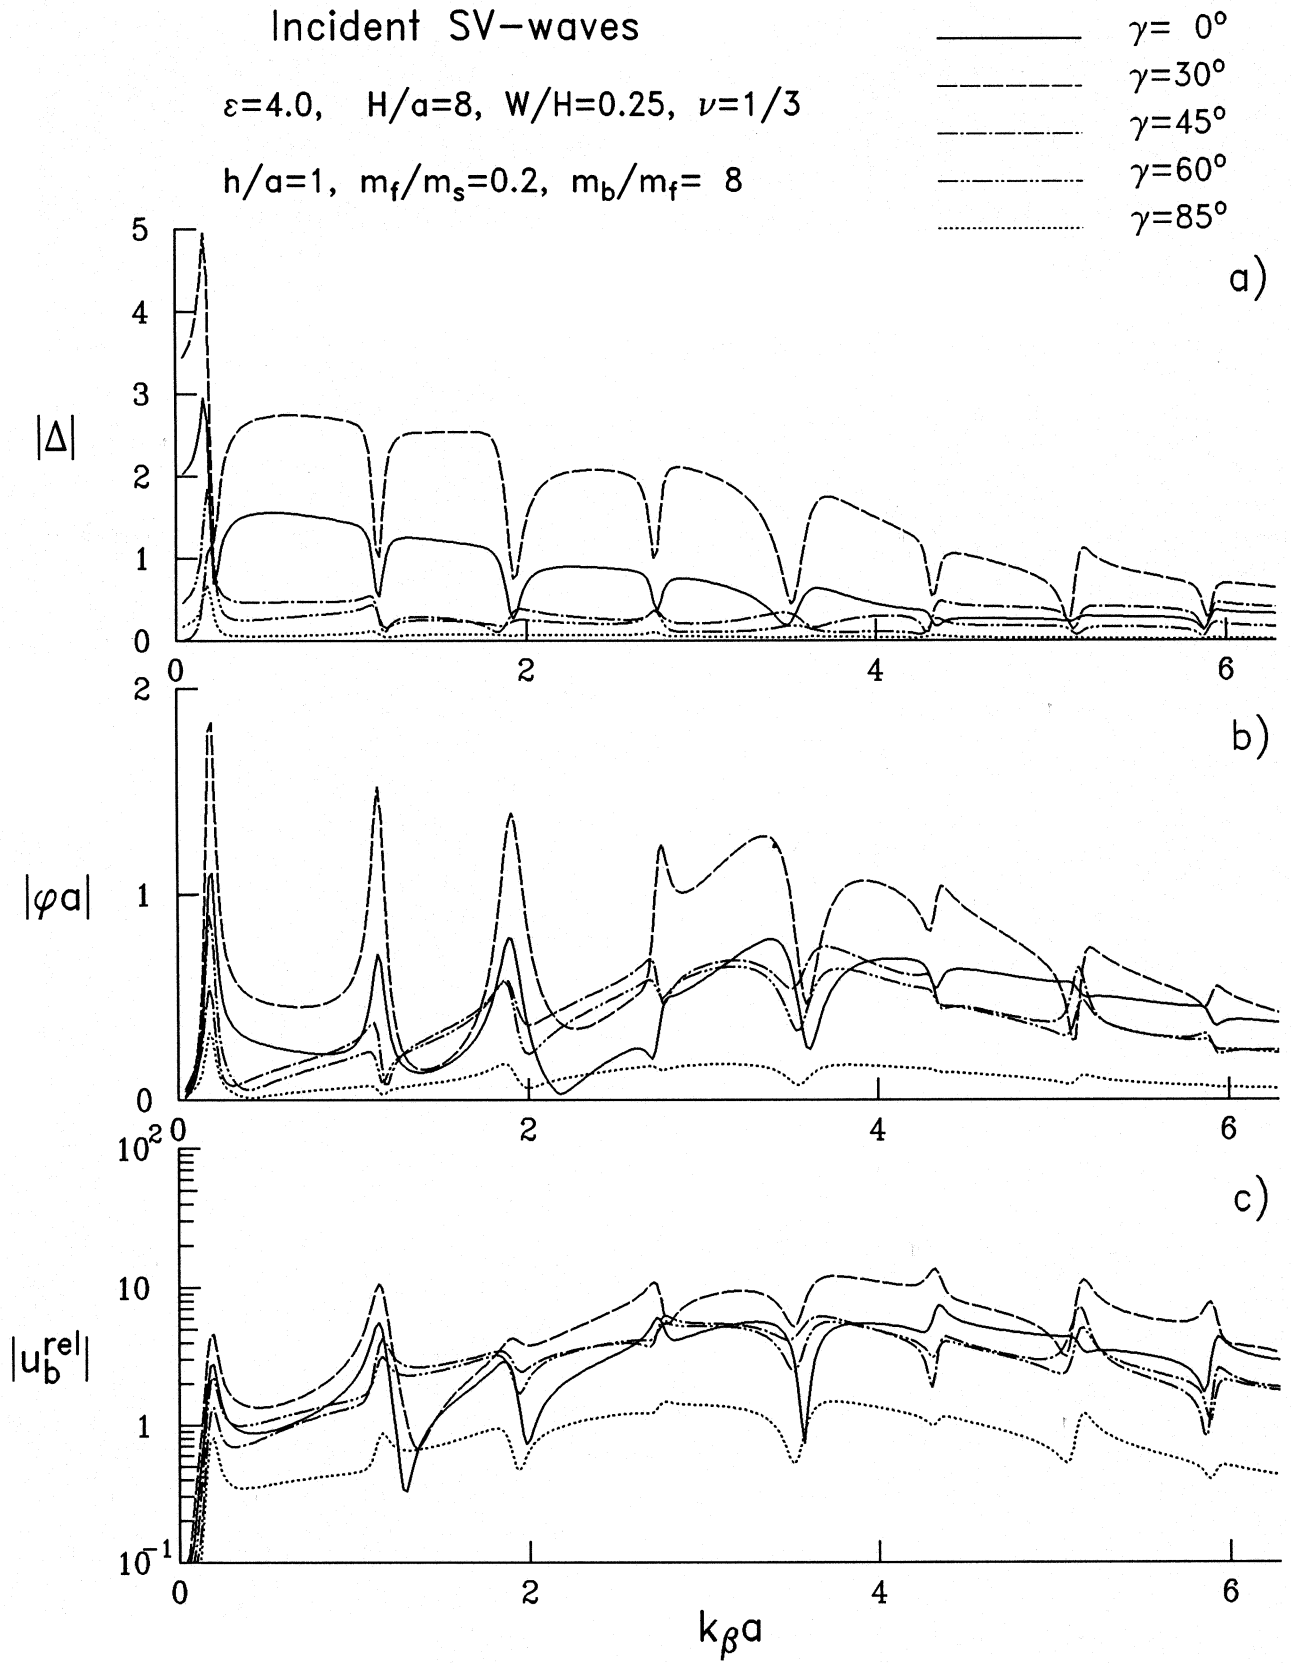 Incident SV-waves
ε=4.0, H/a=8, W/H=0.25, ν=1/3
h/a=1, m_f/m_s=0.2, m_b/m_f= 8
γ= 0°
γ=30°
γ=45°
γ=60°
γ=85°
a)
5
4
3
2
1
0
|Δ|
0 2 4 6
b)
2
1
0
|φa|
0 2 4 6
c)
10²
10
1
10⁻¹
|u_b^rel|
0 2 4 6
k_βa